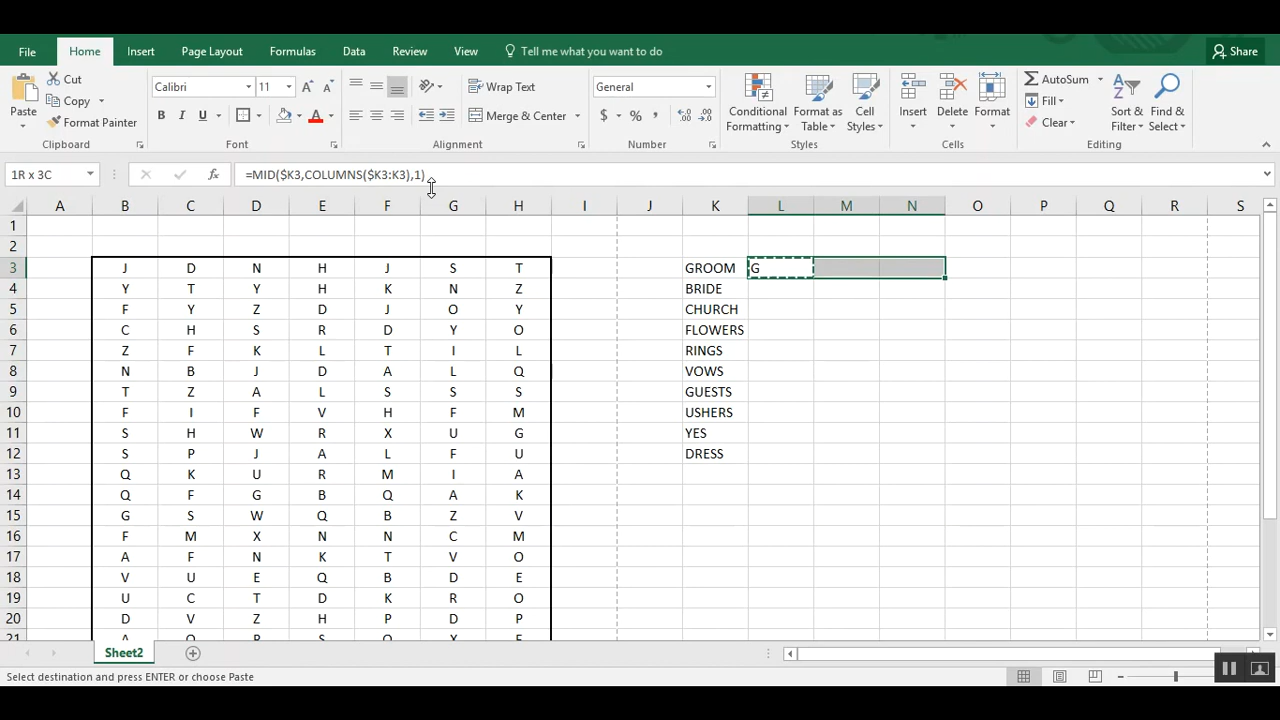 File Home Insert Page Layout Formulas Data Review View Tell me what you want to do Share
Cut Calibri 11 Wrap Text General AutoSum
Copy Fill
Paste Format Painter B I U A Merge & Center $ % , Conditional Formatting Format as Table Cell Styles Insert Delete Format Clear Sort & Filter Find & Select
Clipboard Font Alignment Number Styles Cells Editing
1R x 3C fx =MID($K3,COLUMNS($K3:K3),1)
A B C D E F G H I J K L M N O P Q R S
1
2
3 J D N H J S T GROOM G
4 Y T Y H K N Z BRIDE
5 F Y Z D J O Y CHURCH
6 C H S R D Y O FLOWERS
7 Z F K L T I L RINGS
8 N B J D A L Q VOWS
9 T Z A L S S S GUESTS
10 F I F V H F M USHERS
11 S H W R X U G YES
12 S P J A L F U DRESS
13 Q K U R M I A
14 Q F G B Q A K
15 G S W Q B Z V
16 F M X N N C M
17 A F N K T V O
18 V U E Q B D E
19 U C T D K R O
20 D V Z H P D P
21
Sheet2
Select destination and press ENTER or choose Paste